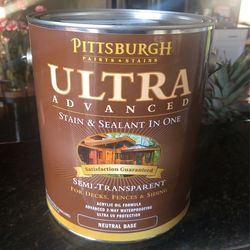 PITTSBURGH
PAINTS & STAINS
ULTRA
ADVANCED
STAIN & SEALANT IN ONE
Satisfaction Guaranteed
SEMI-TRANSPARENT
FOR DECKS, FENCES & SIDING
ACRYLIC OIL FORMULA
ADVANCED 2-WAY WATERPROOFING
ULTRA UV PROTECTION
NEUTRAL BASE